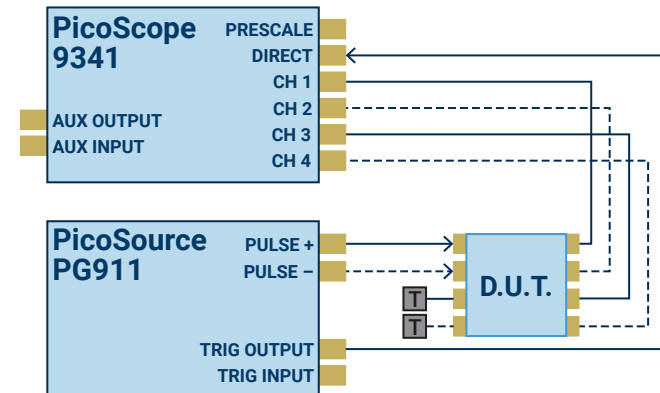 PicoScope
9341
PRESCALE
DIRECT
CH 1
CH 2
CH 3
CH 4
AUX OUTPUT
AUX INPUT
PicoSource
PG911
PULSE +
PULSE –
TRIG OUTPUT
TRIG INPUT
T
T
D.U.T.